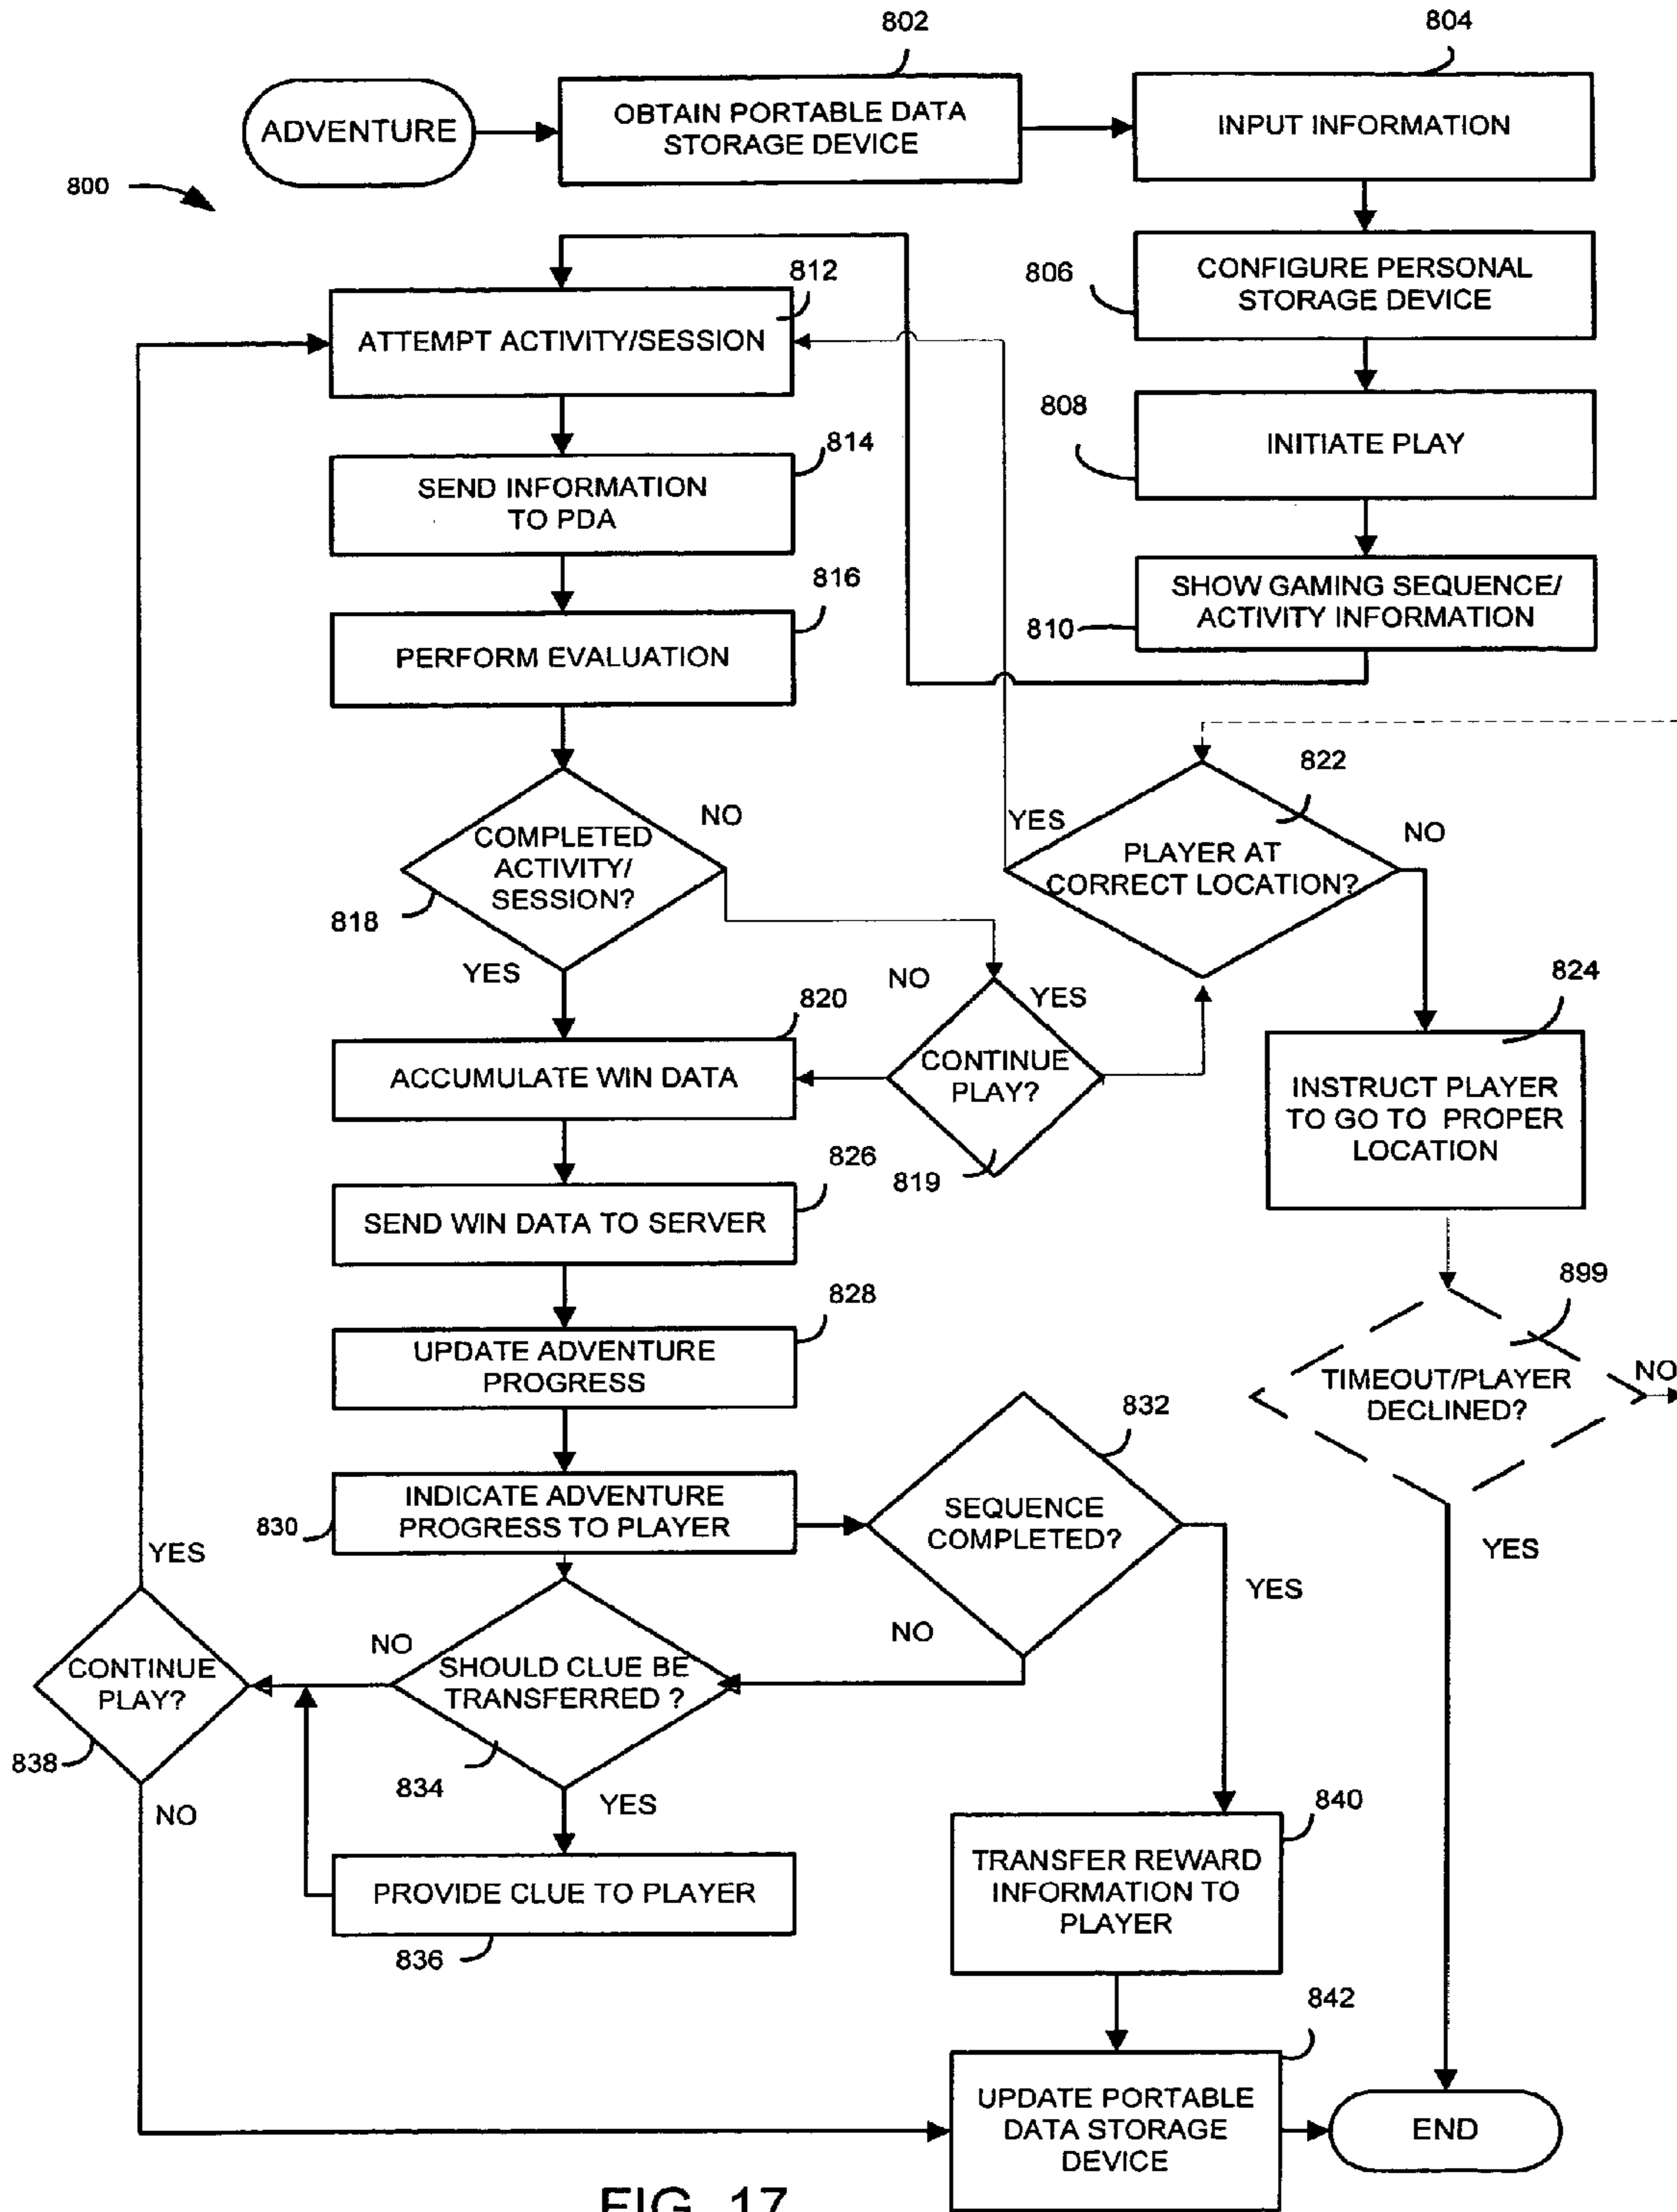 802
804
ADVENTURE
OBTAIN PORTABLE DATA
STORAGE DEVICE
INPUT INFORMATION
800
806
CONFIGURE PERSONAL
STORAGE DEVICE
812
ATTEMPT ACTIVITY/SESSION
808
INITIATE PLAY
814
SEND INFORMATION
TO PDA
810
SHOW GAMING SEQUENCE/
ACTIVITY INFORMATION
816
PERFORM EVALUATION
822
YES
NO
PLAYER AT
CORRECT LOCATION?
NO
COMPLETED
ACTIVITY/
SESSION?
818
YES
NO
YES
CONTINUE
PLAY?
819
824
INSTRUCT PLAYER
TO GO TO PROPER
LOCATION
820
ACCUMULATE WIN DATA
826
SEND WIN DATA TO SERVER
828
UPDATE ADVENTURE
PROGRESS
899
TIMEOUT/PLAYER
DECLINED?
NO
YES
832
830
INDICATE ADVENTURE
PROGRESS TO PLAYER
SEQUENCE
COMPLETED?
YES
NO
YES
CONTINUE
PLAY?
838
NO
NO
SHOULD CLUE BE
TRANSFERRED ?
834
YES
PROVIDE CLUE TO PLAYER
836
840
TRANSFER REWARD
INFORMATION TO
PLAYER
842
UPDATE PORTABLE
DATA STORAGE
DEVICE
END
FIG. 17